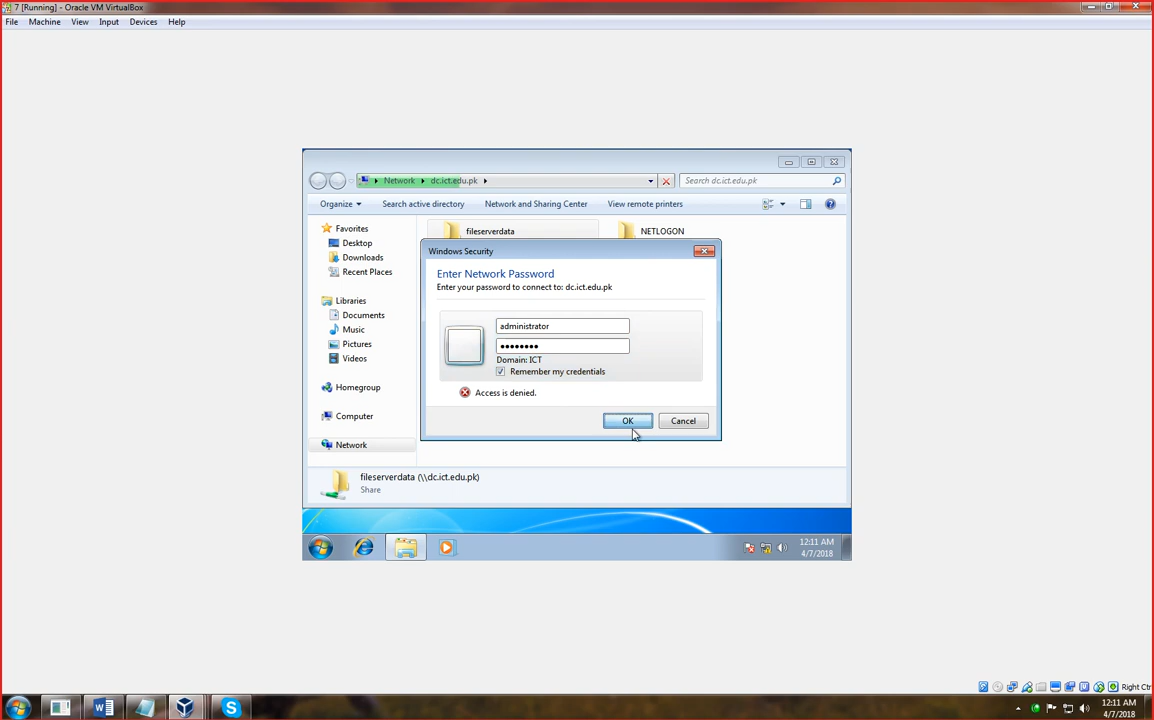 7 [Running] - Oracle VM VirtualBox
File Machine View Input Devices Help
Network dc.ict.edu.pk
Search dc.ict.edu.pk
Organize Search active directory Network and Sharing Center View remote printers
Favorites
Desktop
Downloads
Recent Places
Libraries
Documents
Music
Pictures
Videos
Homegroup
Computer
Network
fileserverdata
NETLOGON
Windows Security
Enter Network Password
Enter your password to connect to: dc.ict.edu.pk
administrator
Domain: ICT
Remember my credentials
Access is denied.
OK Cancel
fileserverdata (\\dc.ict.edu.pk)
Share
12:11 AM
4/7/2018
Right Ctr
12:11 AM
4/7/2018